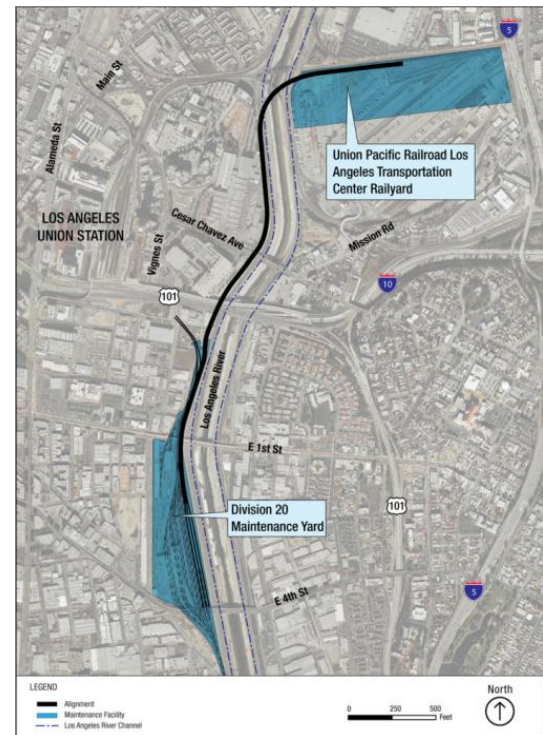 5
Main St
Alameda St
Union Pacific Railroad Los
Angeles Transportation
Center Railyard
LOS ANGELES
UNION STATION
Cesar Chavez Ave
Vignes St
Mission Rd
101
10
Los Angeles River
E 1st St
Division 20
Maintenance Yard
101
E 4th St
5
LEGEND
Alignment
Maintenance Facility
Los Angeles River Channel
0 250 500
Feet
North